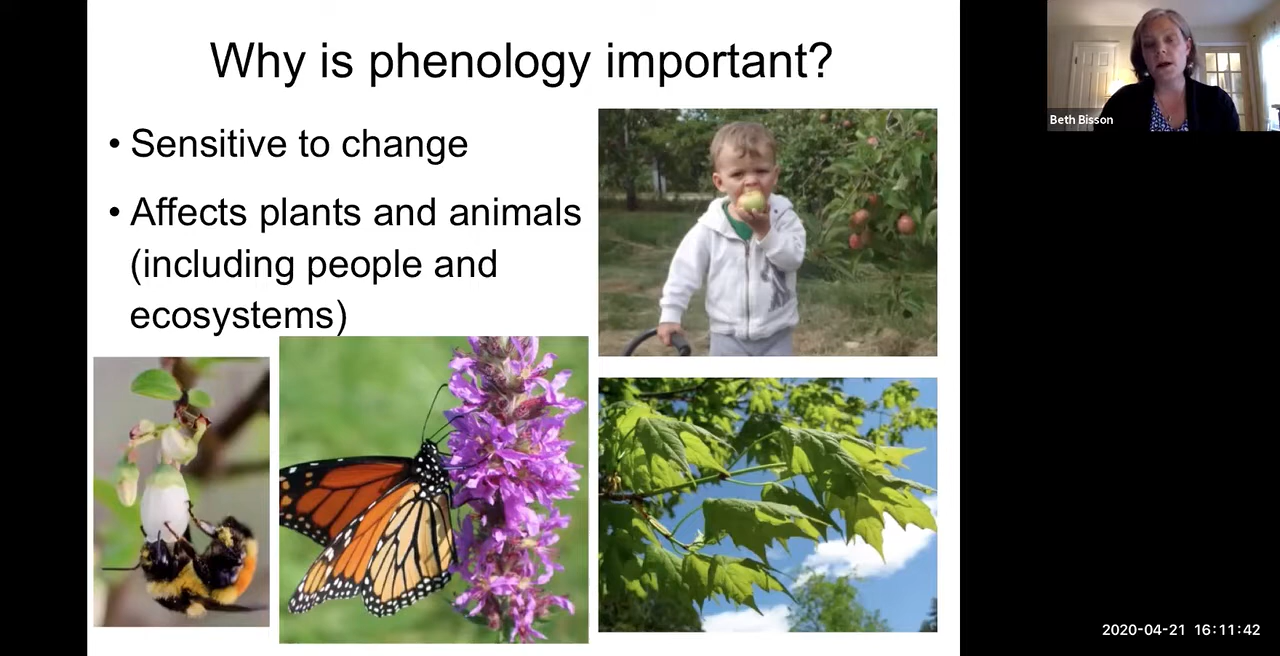 Why is phenology important?
• Sensitive to change
• Affects plants and animals
(including people and
ecosystems)
Beth Bisson
2020-04-21 16:11:42